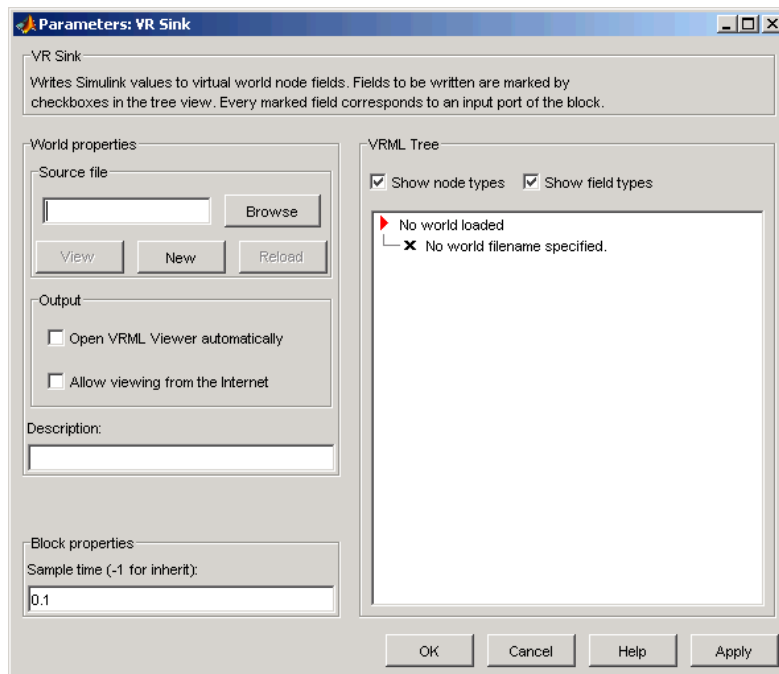 Parameters: VR Sink
VR Sink
Writes Simulink values to virtual world node fields. Fields to be written are marked by
checkboxes in the tree view. Every marked field corresponds to an input port of the block.
World properties
Source file
Browse
View New Reload
Output
Open VRML Viewer automatically
Allow viewing from the Internet
Description:
Block properties
Sample time (-1 for inherit):
0.1
VRML Tree
Show node types Show field types
No world loaded
No world filename specified.
OK Cancel Help Apply